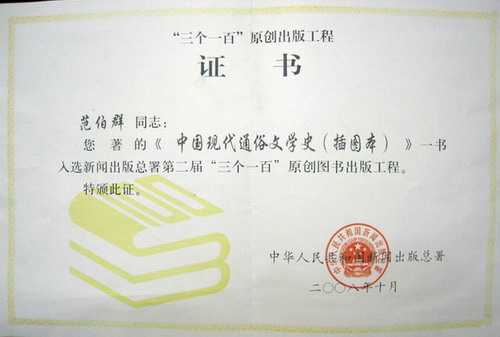 “三个一百”原创出版工程
证书
范伯群同志：
您著的《中国现代通俗文学史（插图本）》一书
入选新闻出版总署第二届“三个一百”原创图书出版工程。
特颁此证。
中华人民共和国新闻出版总署
二〇〇八年十月